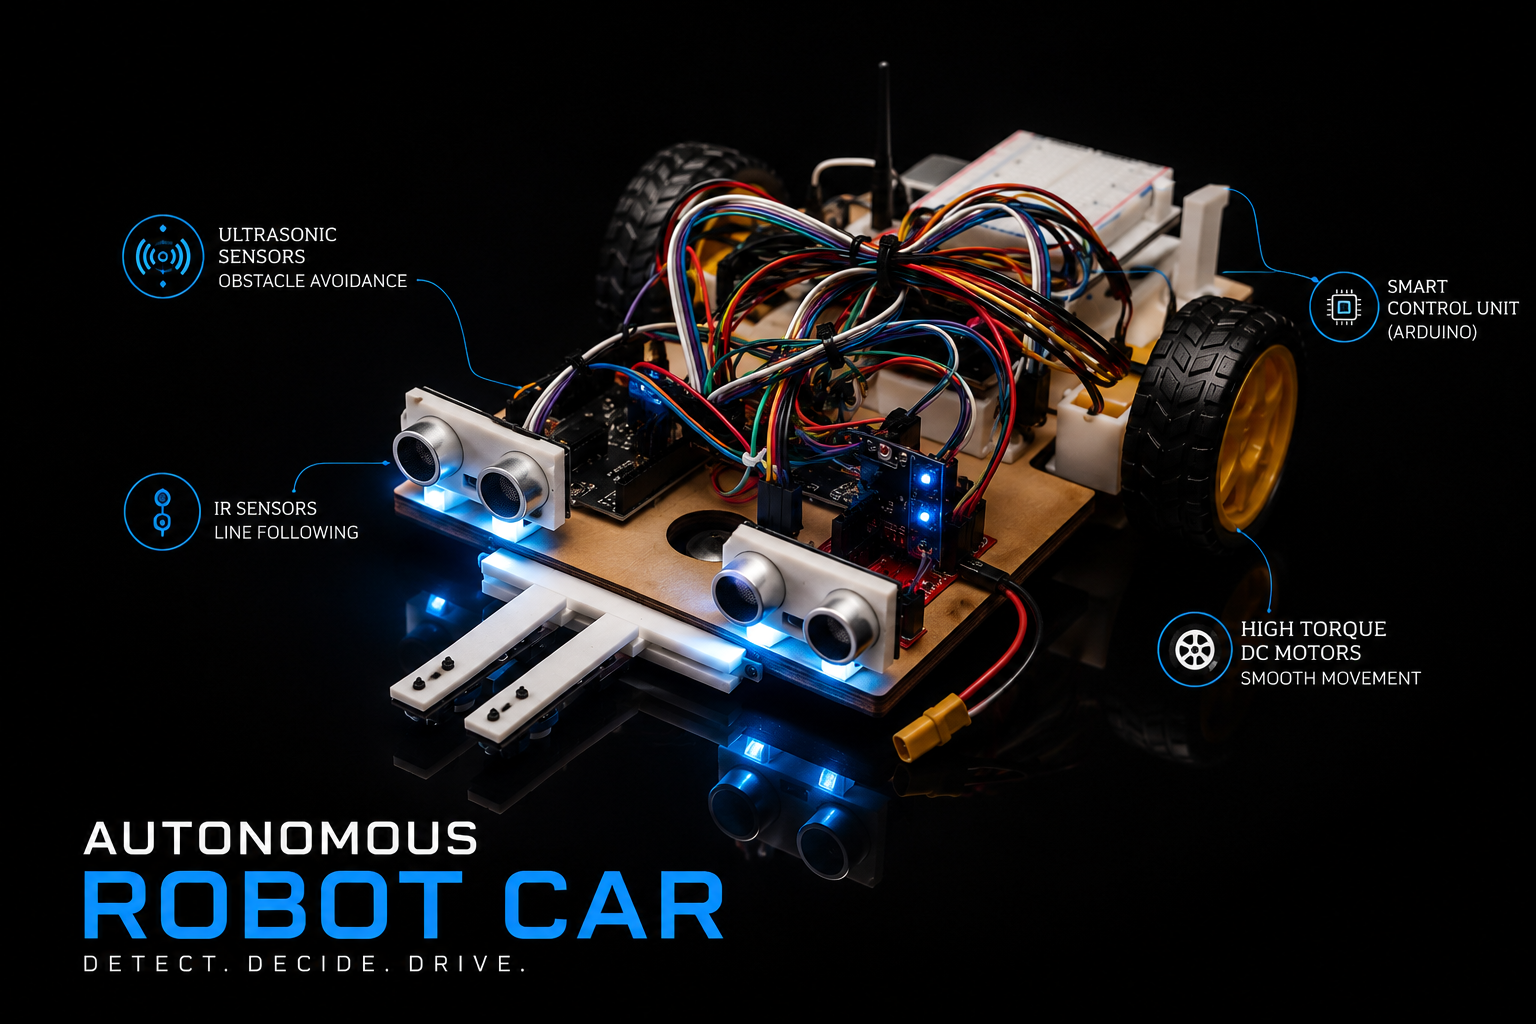 ULTRASONIC
SENSORS
OBSTACLE AVOIDANCE
SMART
CONTROL UNIT
(ARDUINO)
IR SENSORS
LINE FOLLOWING
HIGH TORQUE
DC MOTORS
SMOOTH MOVEMENT
AUTONOMOUS
ROBOT CAR
DETECT. DECIDE. DRIVE.